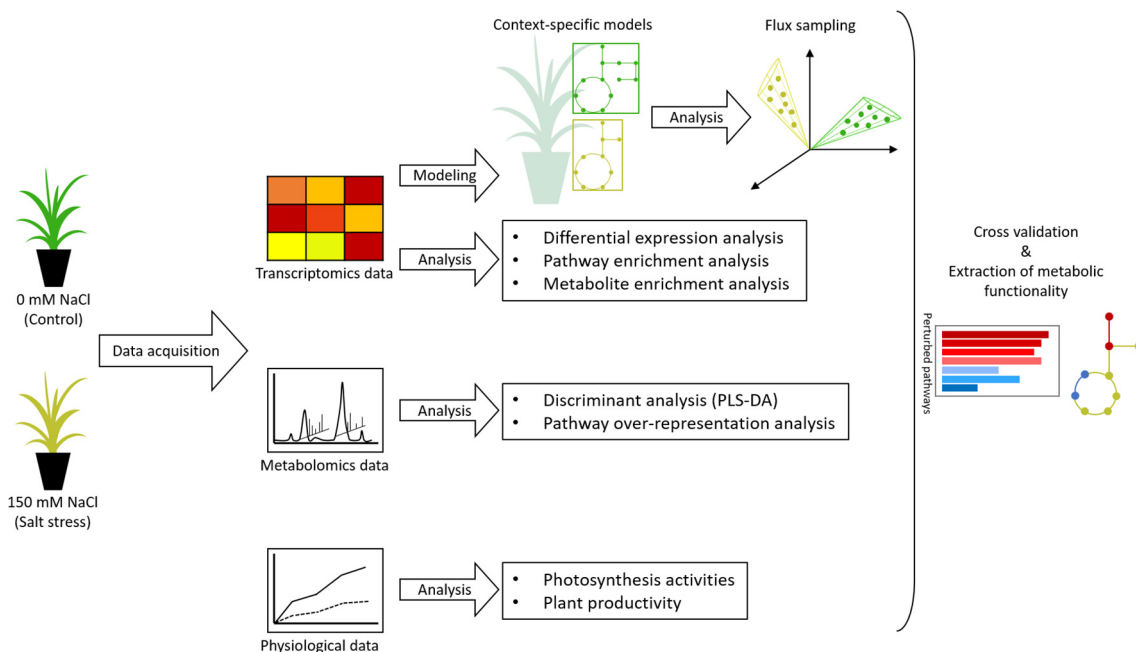 Context-specific models
Flux sampling
Analysis
Modeling
0 mM NaCl
(Control)
Transcriptomics data
Analysis
• Differential expression analysis
• Pathway enrichment analysis
• Metabolite enrichment analysis
Cross validation
&
Extraction of metabolic
functionality
Perturbed pathways
Data acquisition
150 mM NaCl
(Salt stress)
Metabolomics data
Analysis
• Discriminant analysis (PLS-DA)
• Pathway over-representation analysis
Physiological data
Analysis
• Photosynthesis activities
• Plant productivity